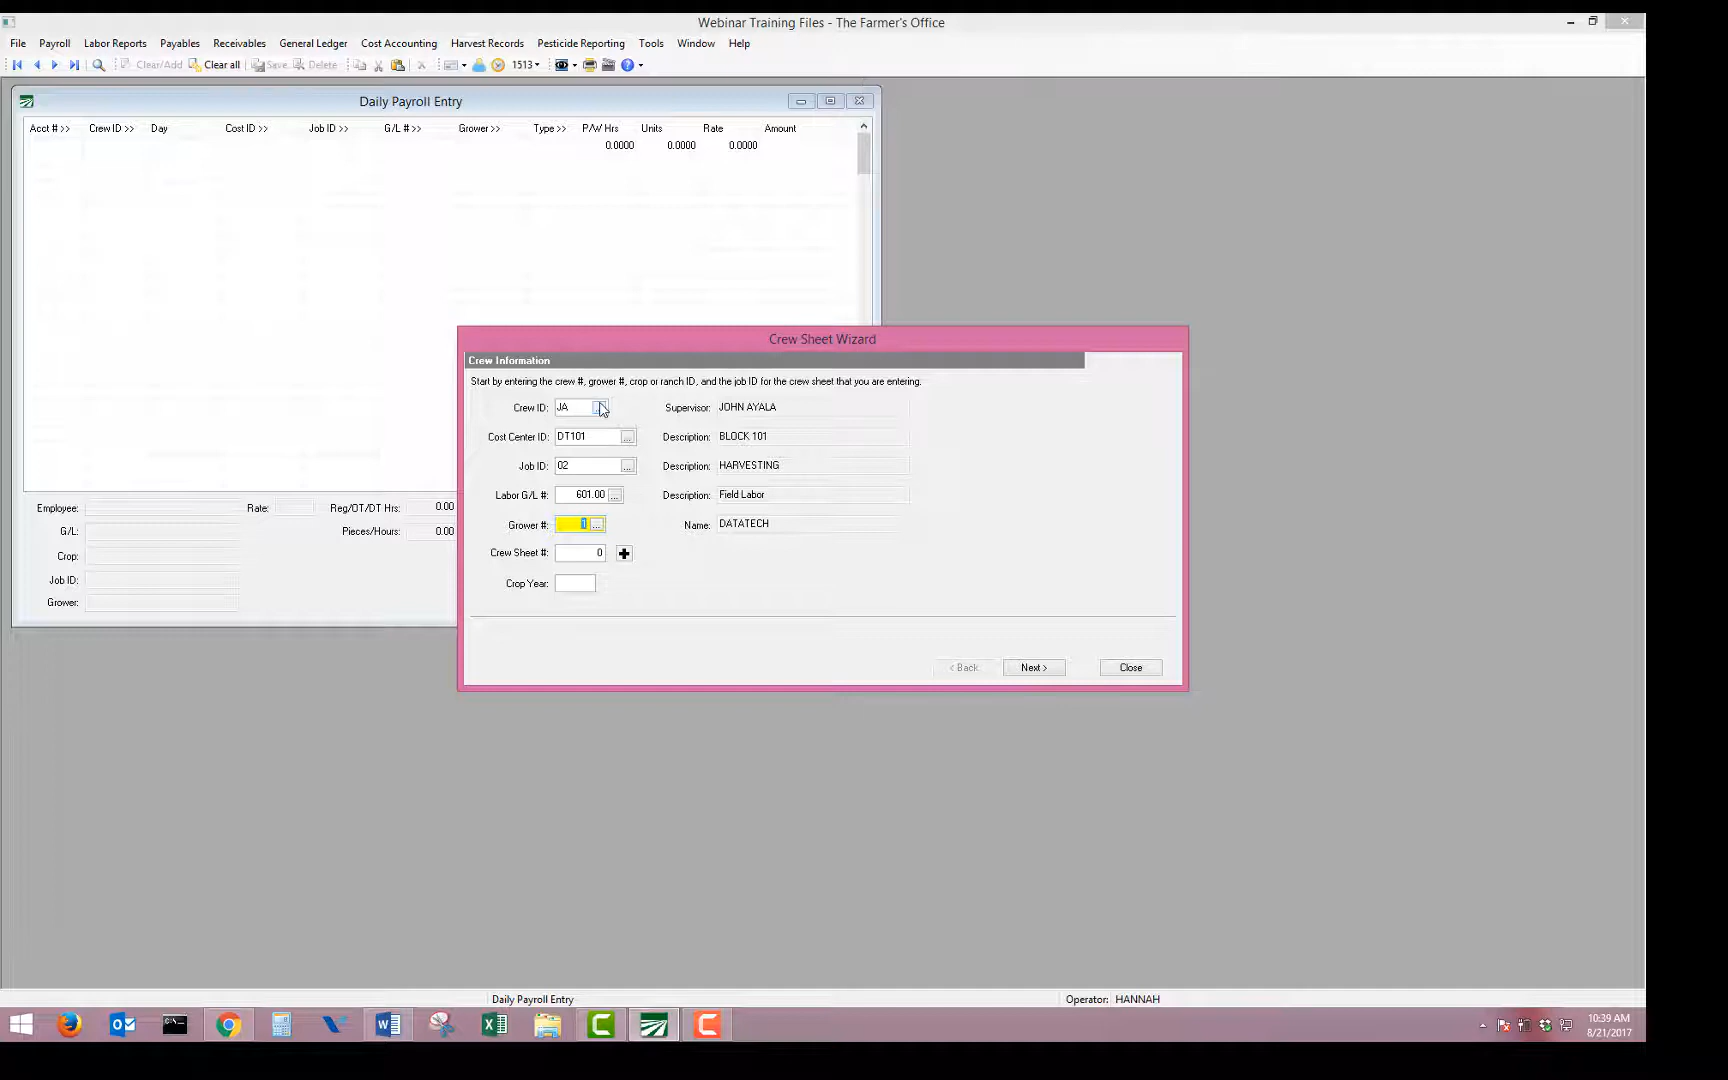 Webinar Training Files - The Farmer's Office
File Payroll Labor Reports Payables Receivables General Ledger Cost Accounting Harvest Records Pesticide Reporting Tools Window Help
Clear/Add Clear all Save Delete 1513
Daily Payroll Entry
Acct # >> Crew ID >> Day Cost ID >> Job ID >> G/L # >> Grower >> Type >> P/W Hrs Units Rate Amount
0.0000 0.0000 0.0000
Crew Sheet Wizard
Crew Information
Start by entering the crew #, grower #, crop or ranch ID, and the job ID for the crew sheet that you are entering.
Crew ID: JA ... Supervisor: JOHN AYALA
Cost Center ID: DT101 ... Description: BLOCK 101
Job ID: 02 ... Description: HARVESTING
Labor G/L #: 601.00 ... Description: Field Labor
Grower #: 1 ... Name: DATATECH
Crew Sheet #: 0
Crop Year:
< Back Next > Close
Employee: Rate: Reg/OT/DT Hrs: 0.00
G/L: Pieces/Hours: 0.00
Crop:
Job ID:
Grower:
Daily Payroll Entry Operator: HANNAH
10:39 AM
8/21/2017